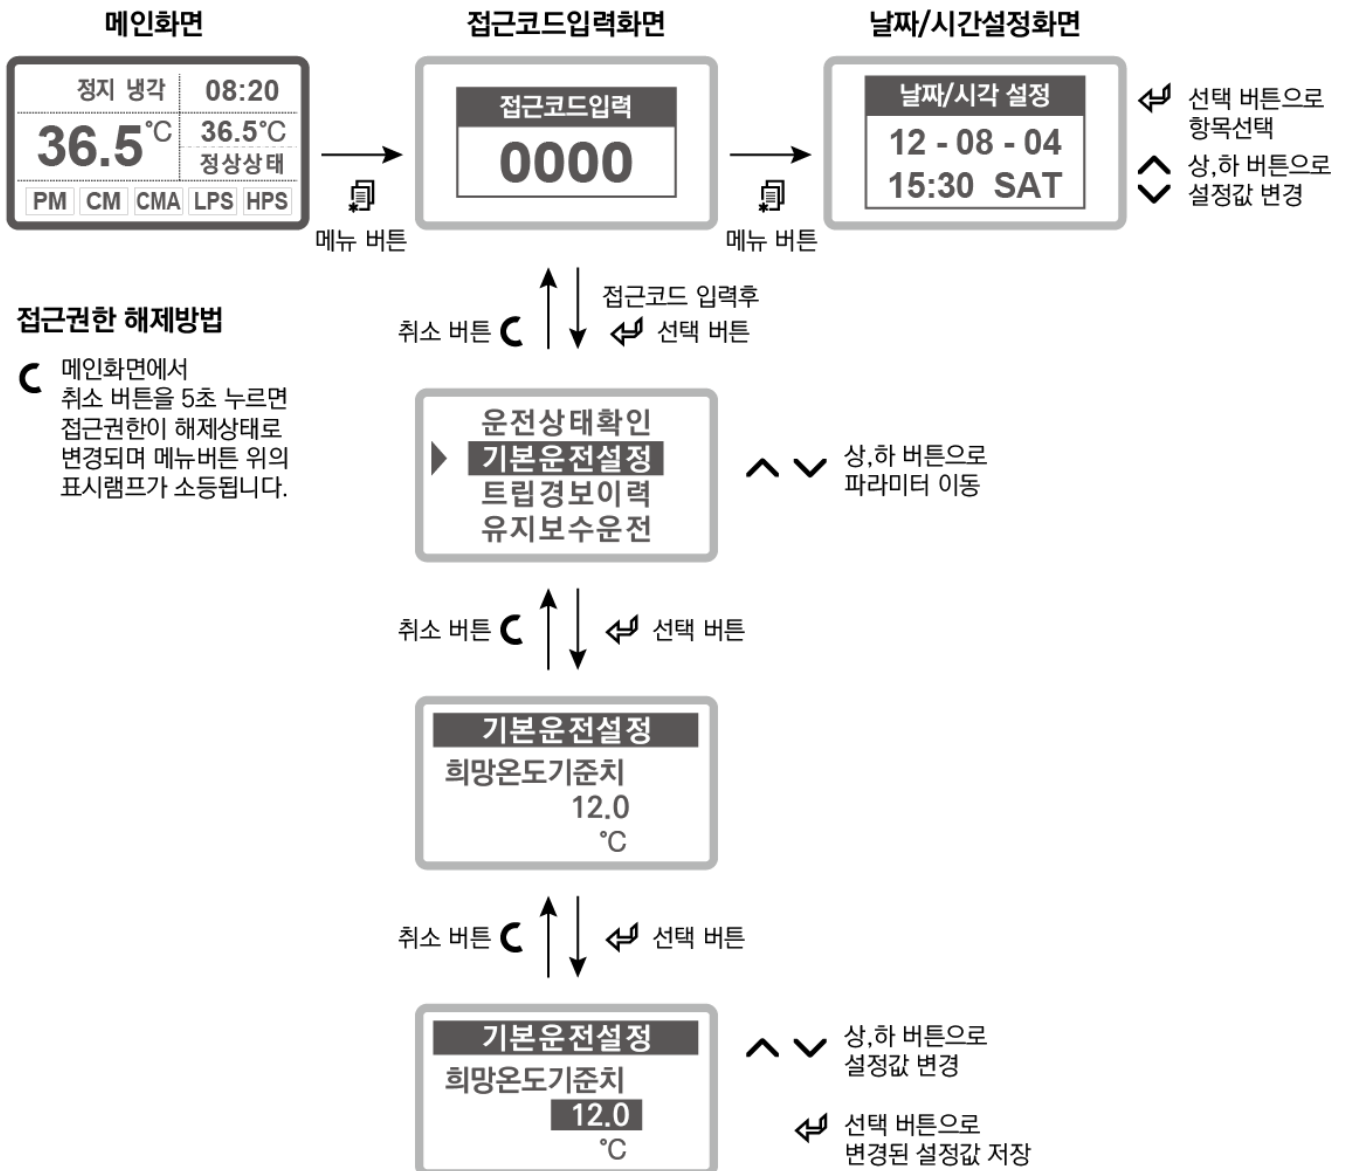 메인화면
접근코드입력화면
날짜/시간설정화면
정지 냉각
08:20
36.5℃
36.5℃
정상상태
PM CM CMA LPS HPS
메뉴 버튼
접근코드입력
0000
메뉴 버튼
날짜/시각 설정
12 - 08 - 04
15:30 SAT
선택 버튼으로
항목선택
상,하 버튼으로
설정값 변경
접근권한 해제방법
메인화면에서
취소 버튼을 5초 누르면
접근권한이 해제상태로
변경되며 메뉴버튼 위의
표시램프가 소등됩니다.
취소 버튼
접근코드 입력후
선택 버튼
운전상태확인
기본운전설정
트립경보이력
유지보수운전
상,하 버튼으로
파라미터 이동
취소 버튼
선택 버튼
기본운전설정
희망온도기준치
12.0
℃
취소 버튼
선택 버튼
기본운전설정
희망온도기준치
12.0
℃
상,하 버튼으로
설정값 변경
선택 버튼으로
변경된 설정값 저장